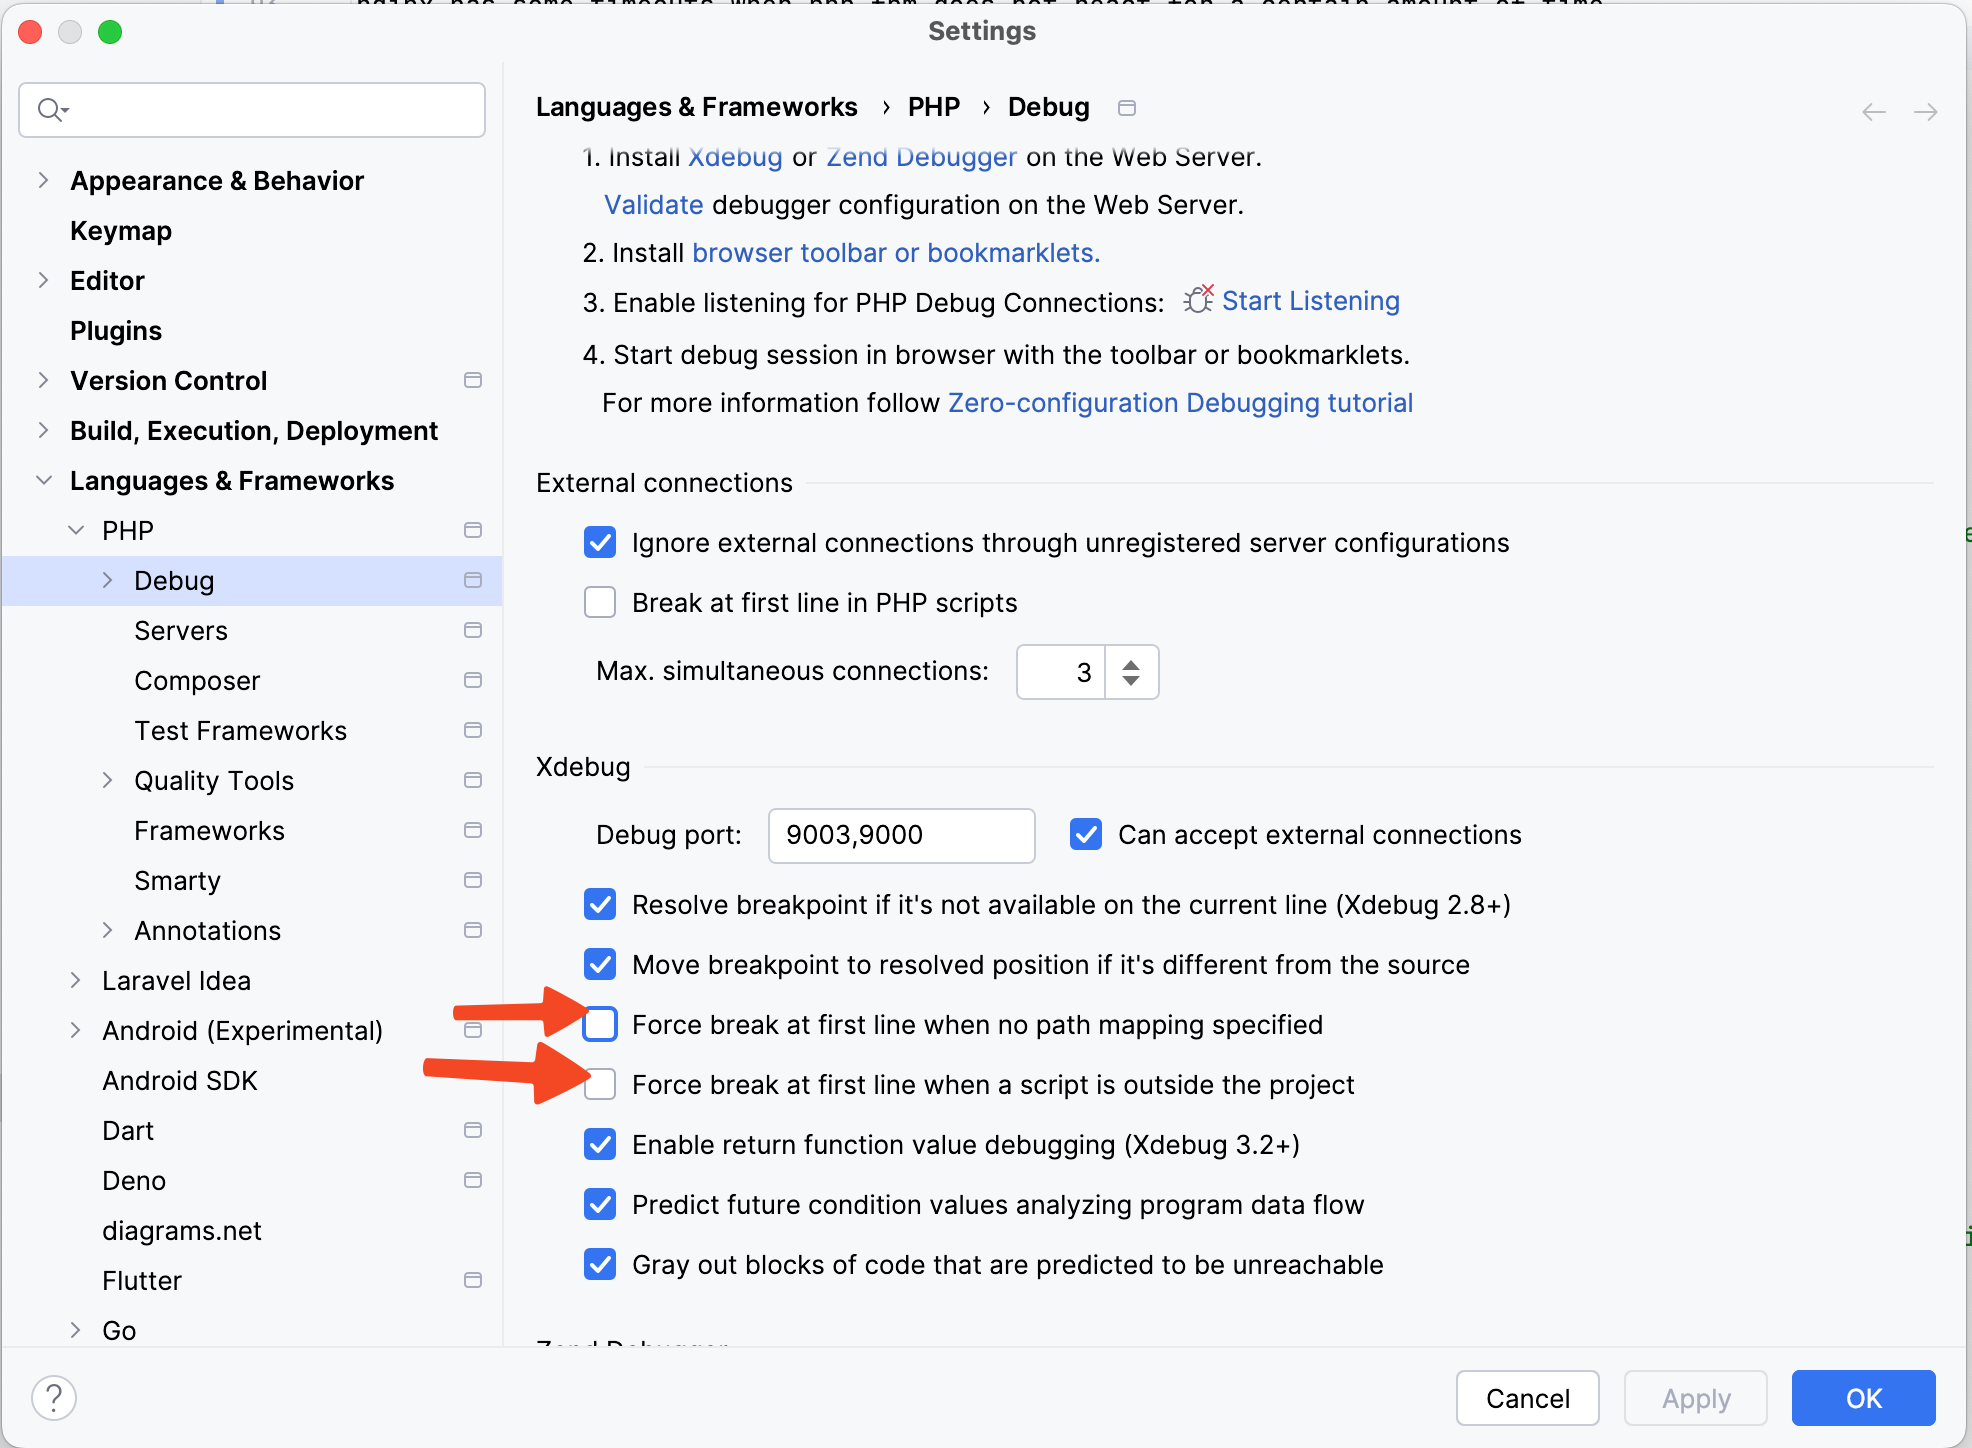 Settings
Languages & Frameworks › PHP › Debug
Appearance & Behavior
Keymap
Editor
Plugins
Version Control
Build, Execution, Deployment
Languages & Frameworks
PHP
Debug
Servers
Composer
Test Frameworks
Quality Tools
Frameworks
Smarty
Annotations
Laravel Idea
Android (Experimental)
Android SDK
Dart
Deno
diagrams.net
Flutter
Go
1. Install Xdebug or Zend Debugger on the Web Server.
Validate debugger configuration on the Web Server.
2. Install browser toolbar or bookmarklets.
3. Enable listening for PHP Debug Connections: Start Listening
4. Start debug session in browser with the toolbar or bookmarklets.
For more information follow Zero-configuration Debugging tutorial
External connections
Ignore external connections through unregistered server configurations
Break at first line in PHP scripts
Max. simultaneous connections: 3
Xdebug
Debug port: 9003,9000 Can accept external connections
Resolve breakpoint if it's not available on the current line (Xdebug 2.8+)
Move breakpoint to resolved position if it's different from the source
Force break at first line when no path mapping specified
Force break at first line when a script is outside the project
Enable return function value debugging (Xdebug 3.2+)
Predict future condition values analyzing program data flow
Gray out blocks of code that are predicted to be unreachable
Zend Debugger
?
Cancel
Apply
OK